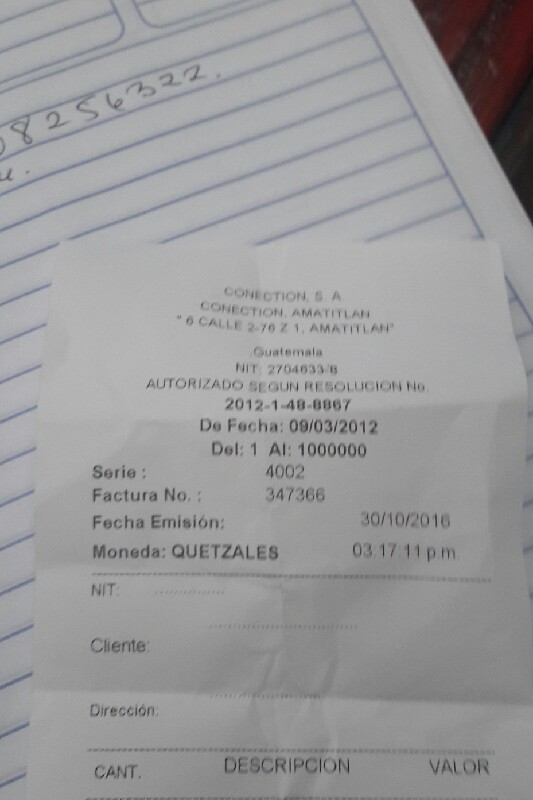 08256322.
CONECTION, S. A.
CONECTION, AMATITLAN
" 6 CALLE 2-76 Z 1, AMATITLAN"
Guatemala
NIT: 2704633-8
AUTORIZADO SEGUN RESOLUCION No.
2012-1-48-8867
De Fecha: 09/03/2012
Del: 1 Al: 1000000
Serie : 4002
Factura No. : 347366
Fecha Emisión: 30/10/2016
Moneda: QUETZALES 03:17:11 p.m.
NIT: ..............
Cliente:
Dirección:
CANT. DESCRIPCION VALOR